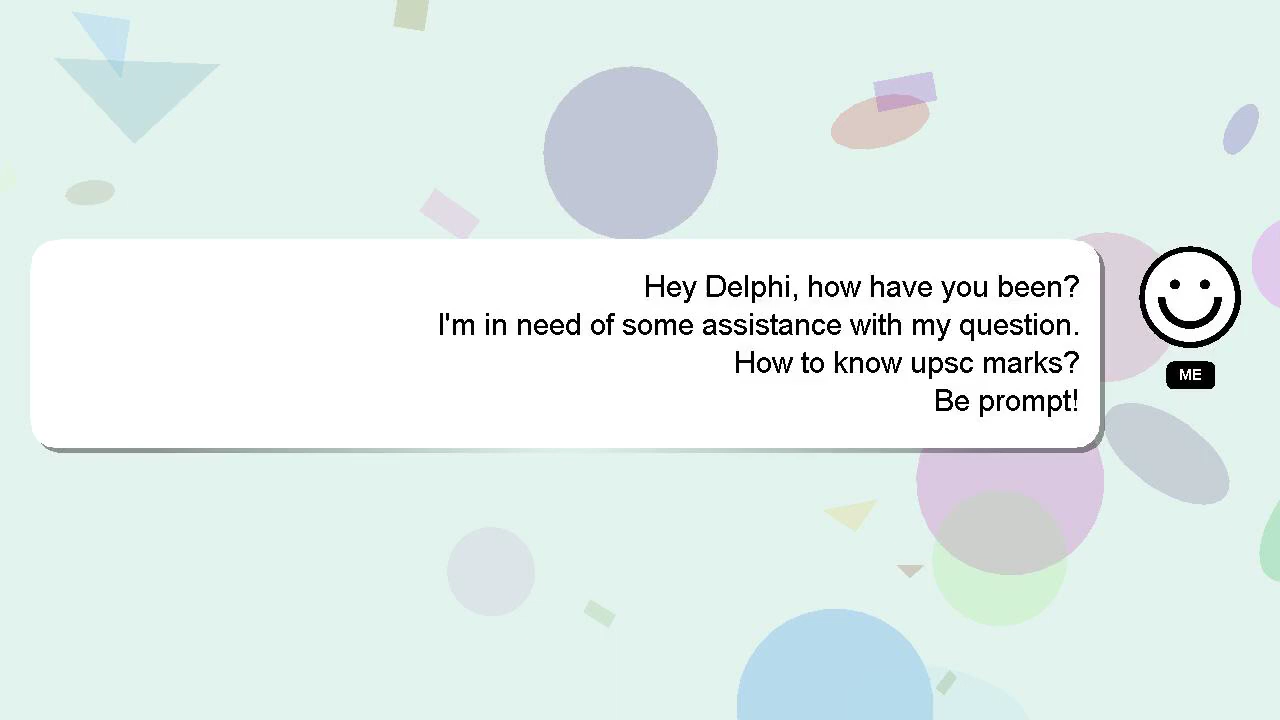 Hey Delphi, how have you been?
I'm in need of some assistance with my question.
How to know upsc marks?
Be prompt!
ME